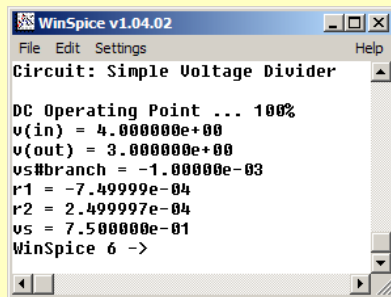 WinSpice v1.04.02
File Edit Settings Help
Circuit: Simple Voltage Divider
DC Operating Point ... 100%
v(in) = 4.000000e+00
v(out) = 3.000000e+00
vs#branch = -1.00000e-03
r1 = -7.49999e-04
r2 = 2.499997e-04
vs = 7.500000e-01
WinSpice 6 ->